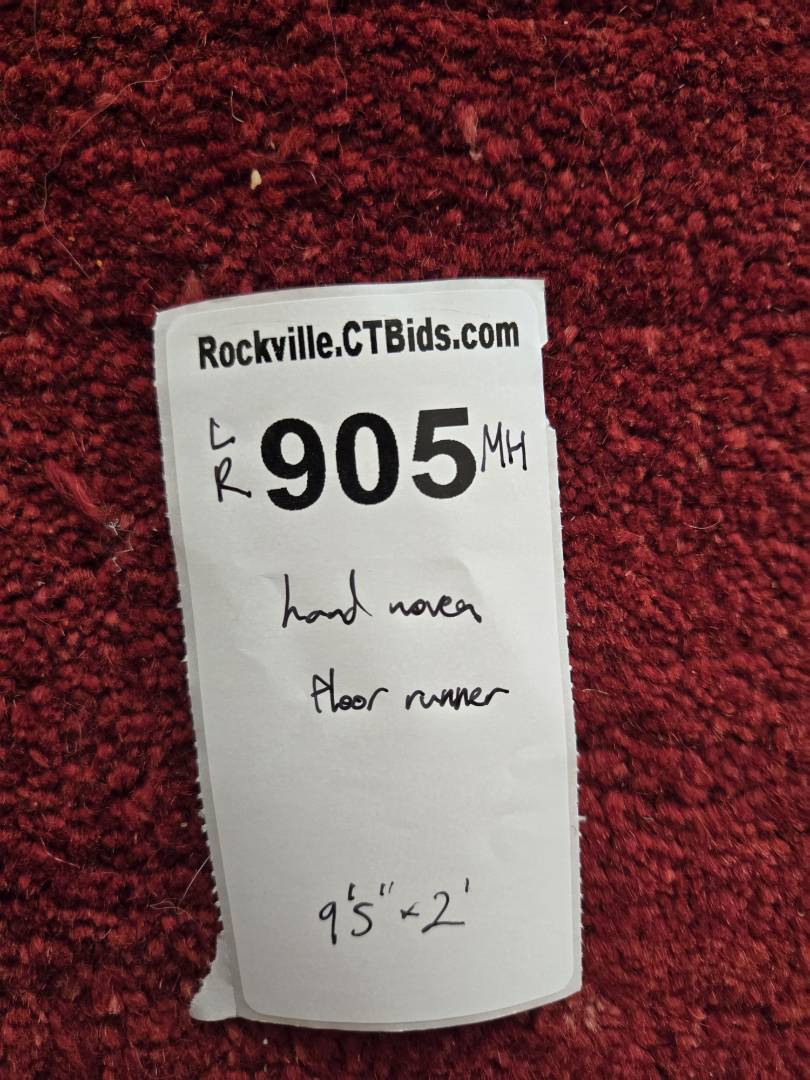 Rockville.CTBids.com
L
R 905 MH
hand woven
floor runner
9'5" x 2'